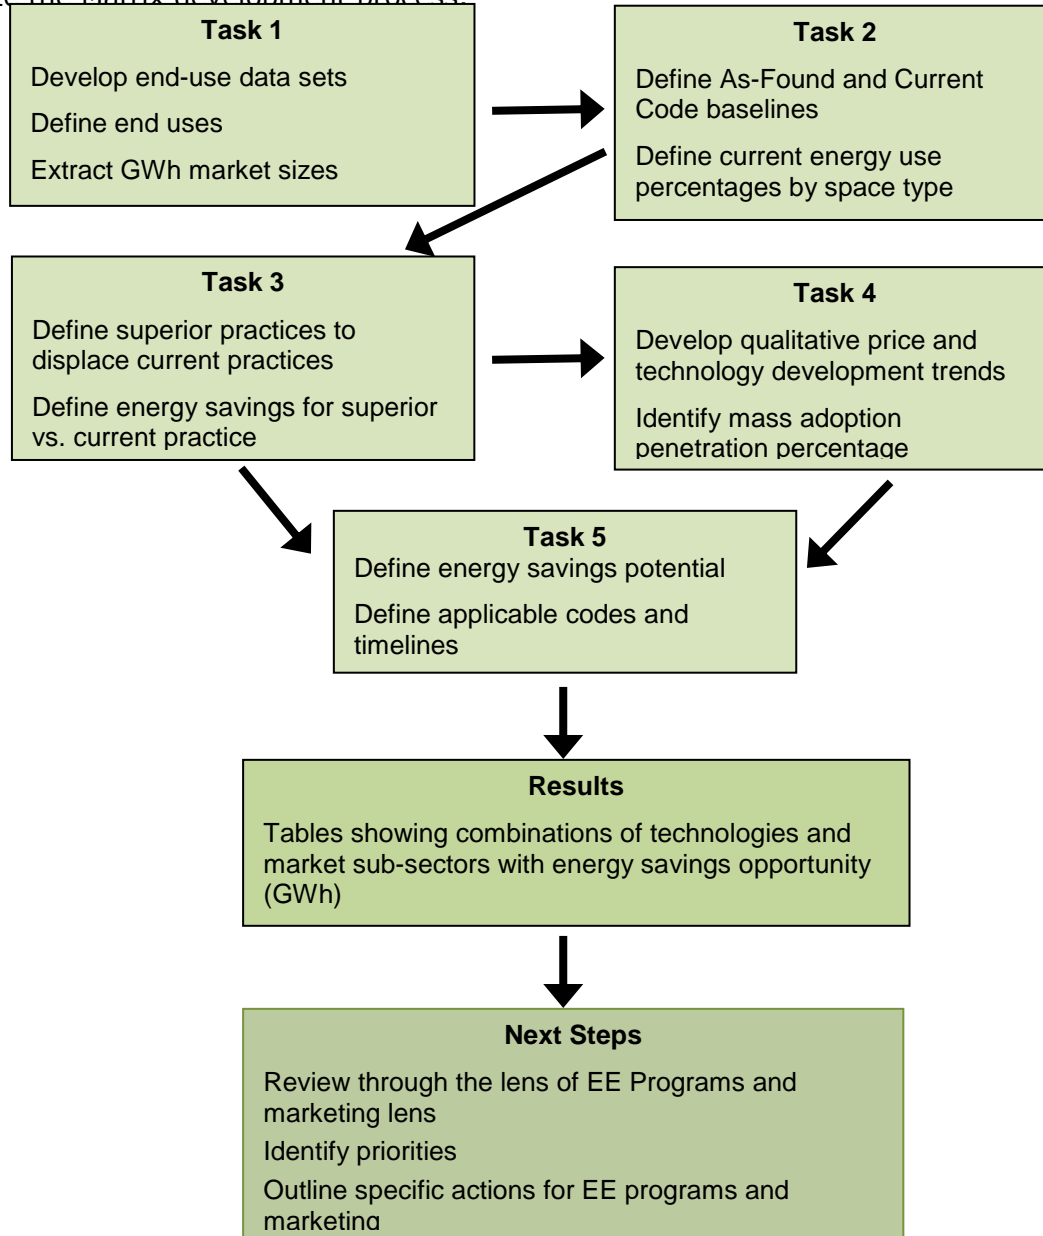 the Matrix development process.
Task 1
Develop end-use data sets
Define end uses
Extract GWh market sizes
Task 2
Define As-Found and Current
Code baselines
Define current energy use
percentages by space type
Task 3
Define superior practices to
displace current practices
Define energy savings for superior
vs. current practice
Task 4
Develop qualitative price and
technology development trends
Identify mass adoption
penetration percentage
Task 5
Define energy savings potential
Define applicable codes and
timelines
Results
Tables showing combinations of technologies and
market sub-sectors with energy savings opportunity
(GWh)
Next Steps
Review through the lens of EE Programs and
marketing lens
Identify priorities
Outline specific actions for EE programs and
marketing